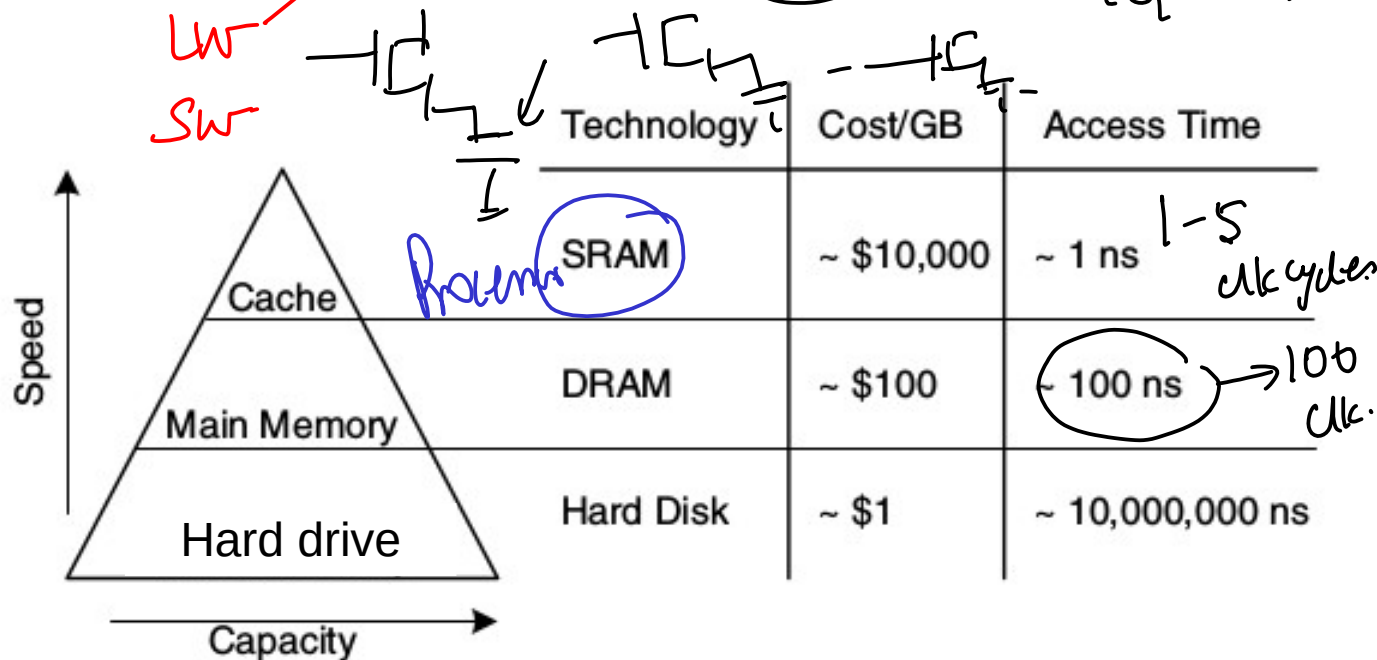 LW
SW
Technology Cost/GB Access Time
SRAM ~ $10,000 ~ 1 ns 1-5
clk cycles
Cache
DRAM ~ $100 ~ 100 ns → 100
clk.
Main Memory
Hard Disk ~ $1 ~ 10,000,000 ns
Hard drive
Speed
Capacity